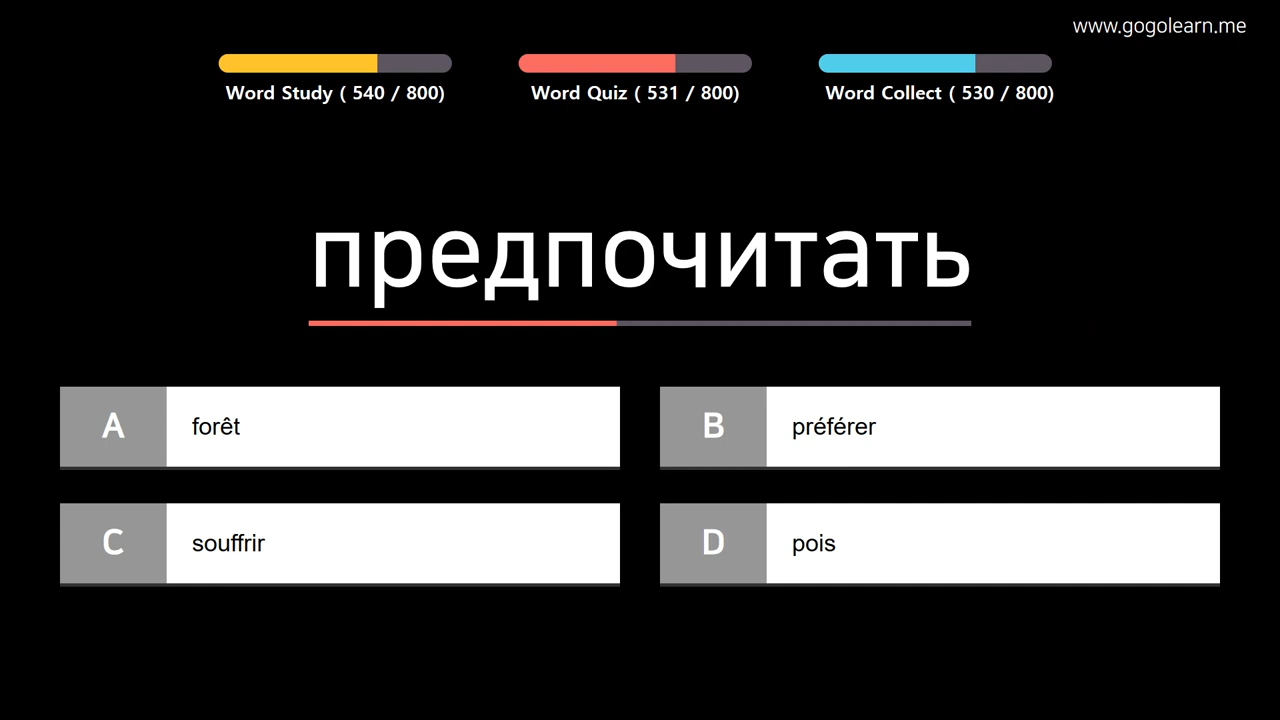 www.gogolearn.me
Word Study ( 540 / 800)
Word Quiz ( 531 / 800)
Word Collect ( 530 / 800)
предпочитать
A forêt
B préférer
C souffrir
D pois